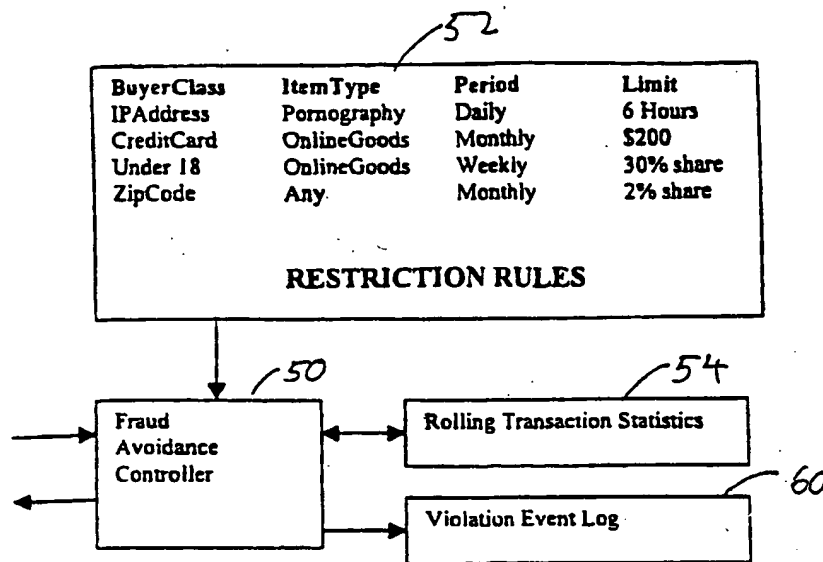 52
BuyerClass ItemType Period Limit
IPAddress Pornography Daily 6 Hours
CreditCard OnlineGoods Monthly $200
Under 18 OnlineGoods Weekly 30% share
ZipCode Any Monthly 2% share
RESTRICTION RULES
50
54
Fraud
Avoidance
Controller
Rolling Transaction Statistics
60
Violation Event Log